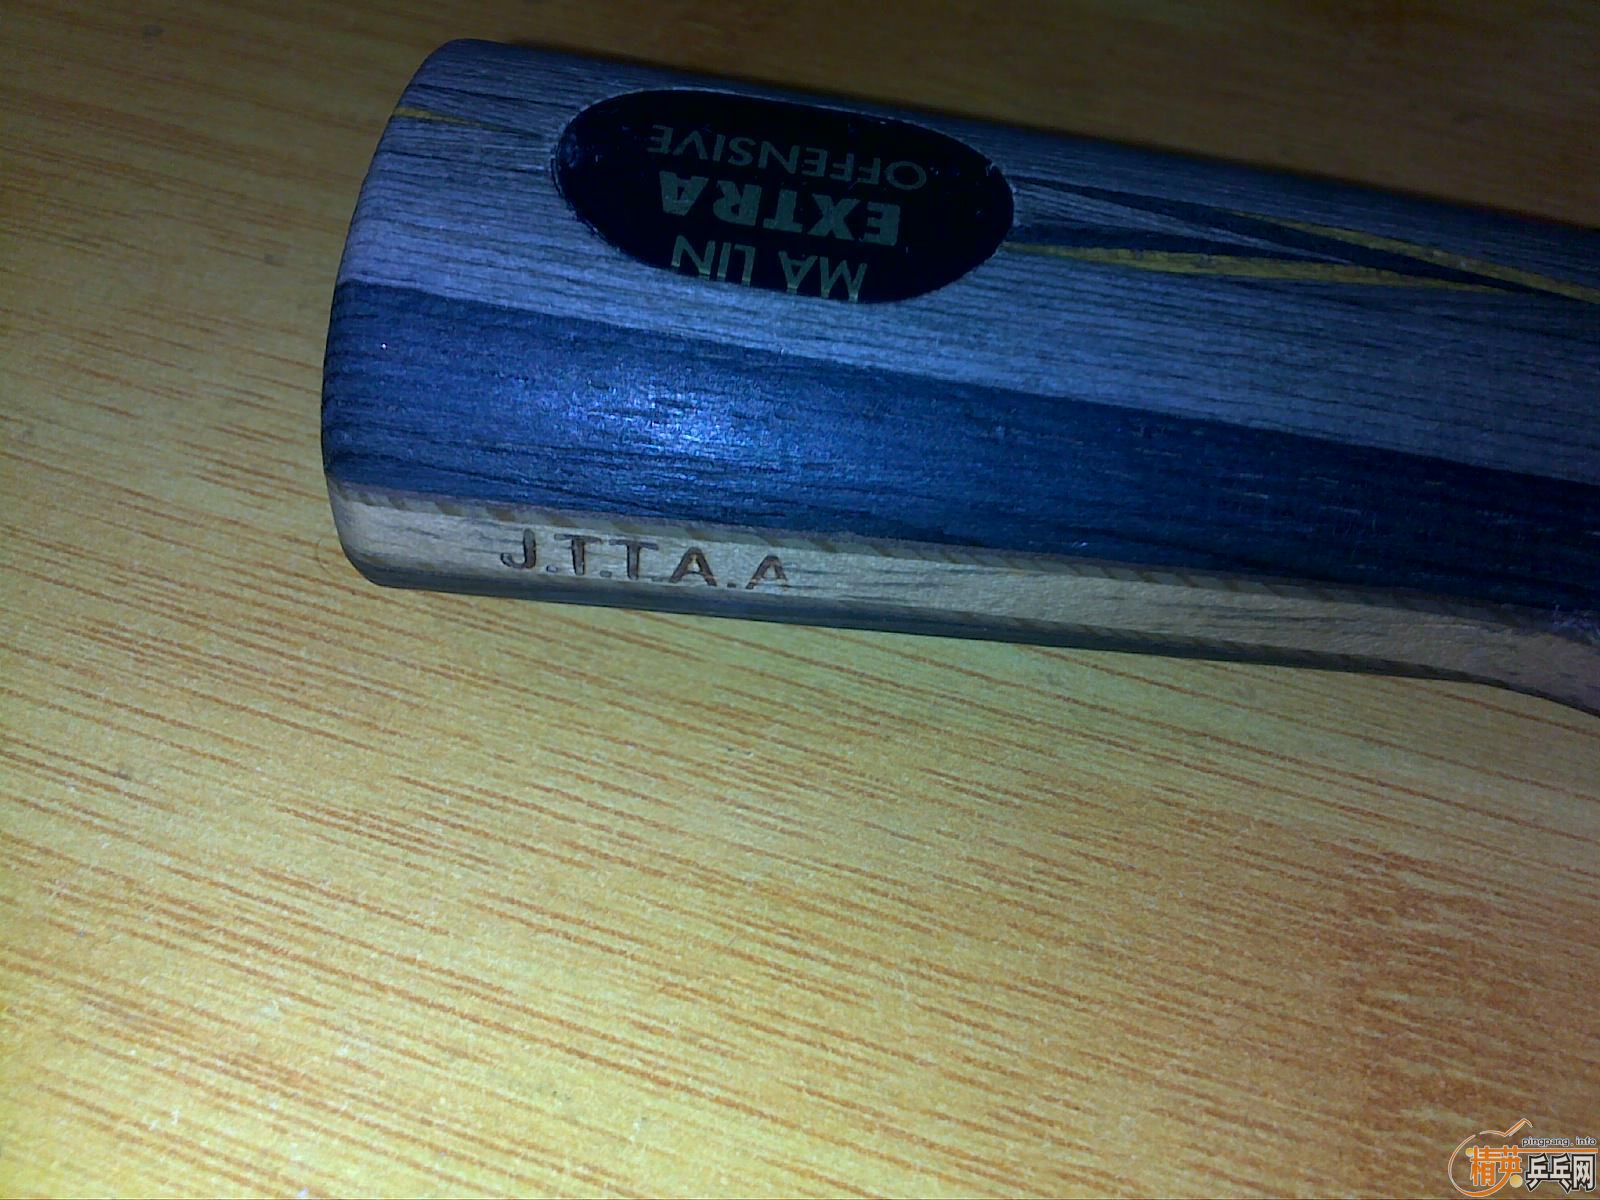 MA LIN
EXTRA
OFFENSIVE
J.T.T.A.A
pingpang.info
精英乒乓网